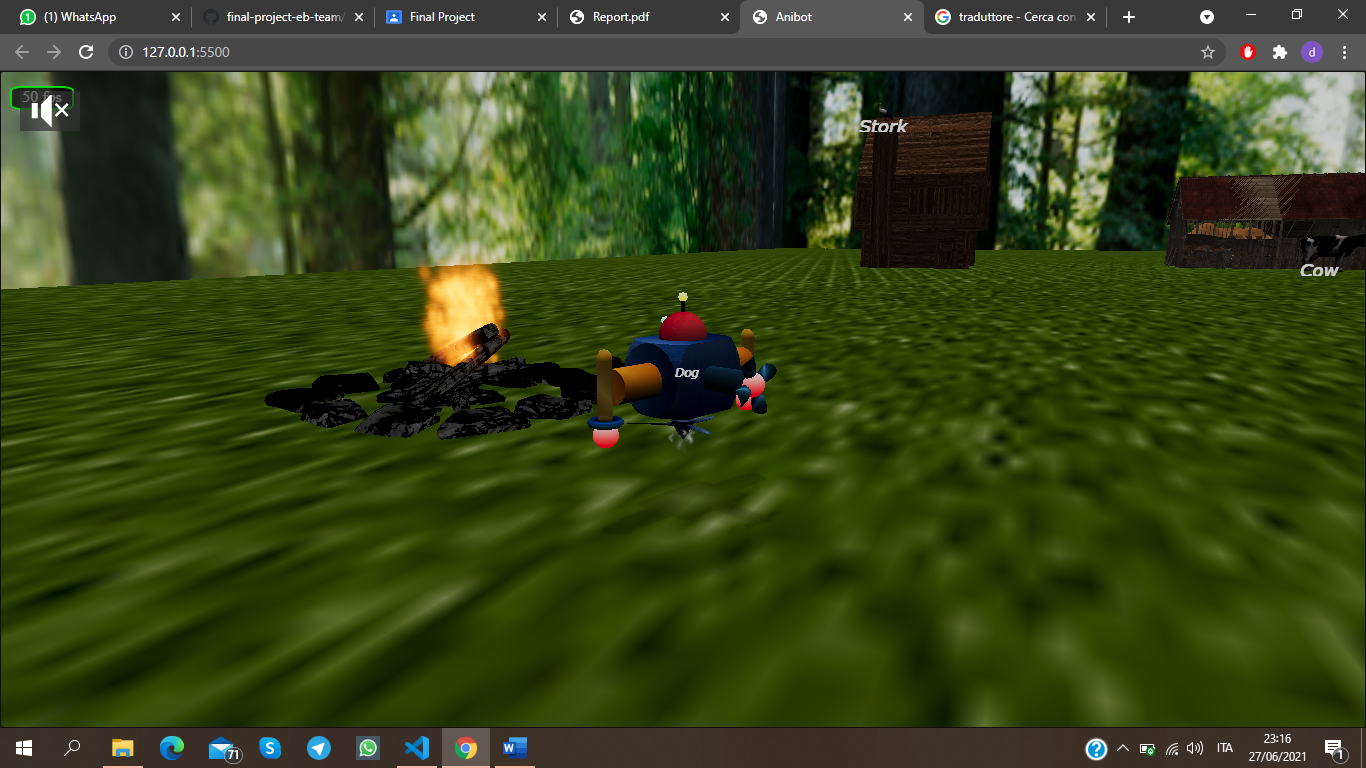 (1) WhatsApp
final-project-eb-team/
Final Project
Report.pdf
Anibot
traduttore - Cerca con
127.0.0.1:5500
d
50 fps
Stork
Cow
Dog
71
ITA
23:16
27/06/2021
1